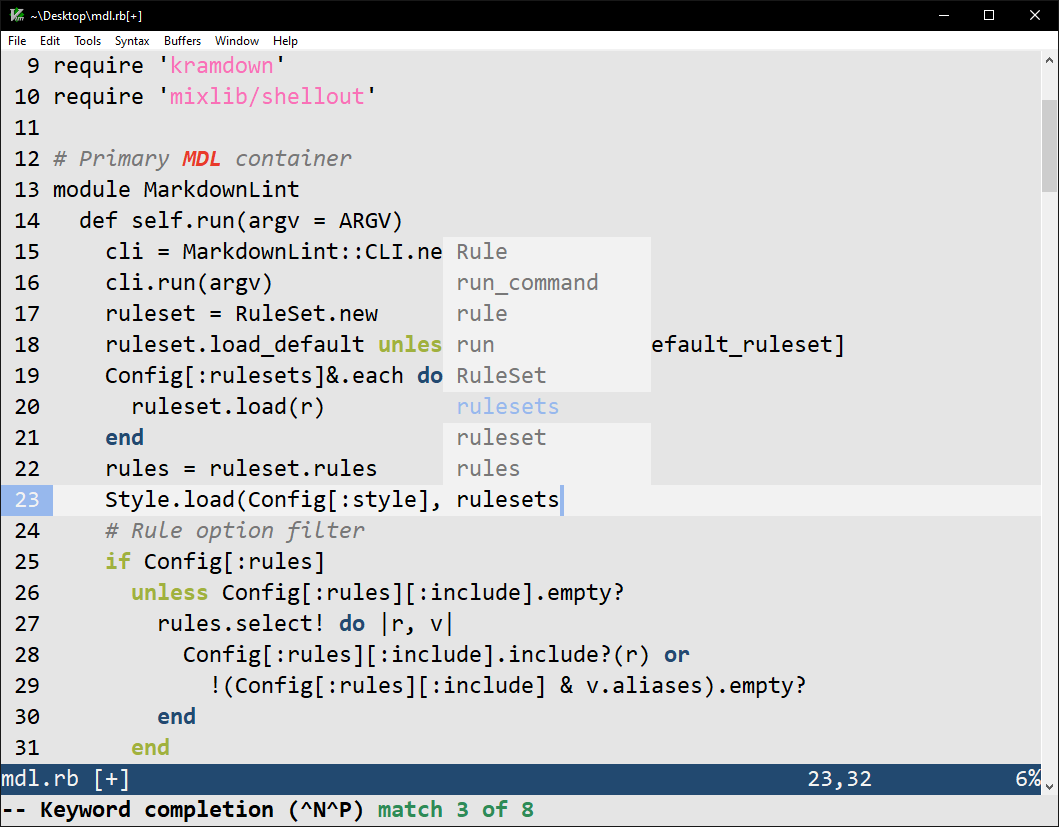 ~\Desktop\mdl.rb[+]
File Edit Tools Syntax Buffers Window Help
9 require 'kramdown'
10 require 'mixlib/shellout'
11
12 # Primary MDL container
13 module MarkdownLint
14   def self.run(argv = ARGV)
15     cli = MarkdownLint::CLI.ne Rule
16     cli.run(argv) run_command
17     ruleset = RuleSet.new rule
18     ruleset.load_default unles run efault_ruleset]
19     Config[:rulesets]&.each do RuleSet
20       ruleset.load(r) rulesets
21     end ruleset
22     rules = ruleset.rules rules
23     Style.load(Config[:style], rulesets
24     # Rule option filter
25     if Config[:rules]
26       unless Config[:rules][:include].empty?
27         rules.select! do |r, v|
28           Config[:rules][:include].include?(r) or
29             !(Config[:rules][:include] & v.aliases).empty?
30         end
31       end
mdl.rb [+] 23,32 6%
-- Keyword completion (^N^P) match 3 of 8